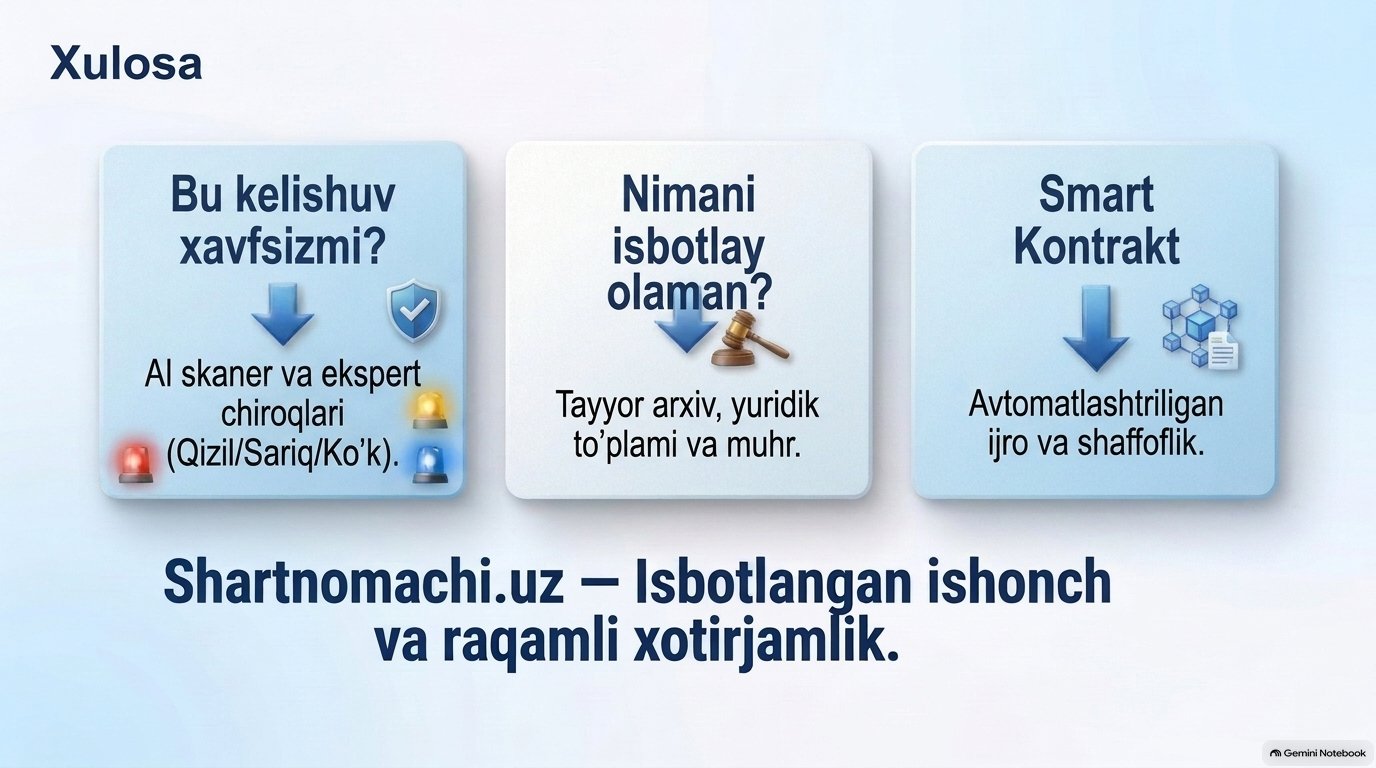 Xulosa
Bu kelishuv
xavfsizmi?
AI skaner va ekspert
chiroqlari
(Qizil/Sariq/Ko’k).
Nimani
isbotlay
olaman?
Tayyor arxiv, yuridik
to’plami va muhr.
Smart
Kontrakt
Avtomatlashtriligan
ijro va shaffoflik.
Shartnomachi.uz — Isbotlangan ishonch
va raqamli xotirjamlik.
Gemini Notebook